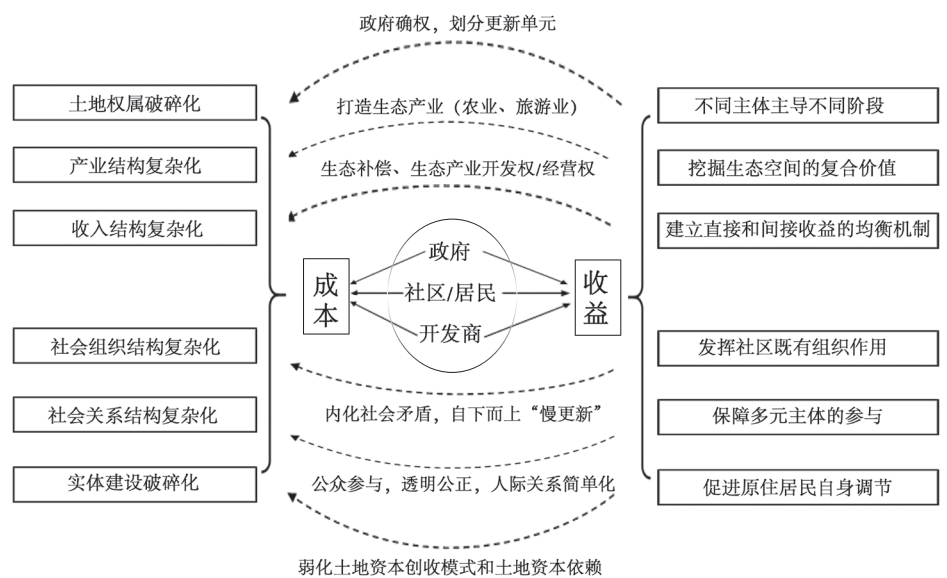 政府确权，划分更新单元
土地权属破碎化
打造生态产业（农业、旅游业）
不同主体主导不同阶段
产业结构复杂化
生态补偿、生态产业开发权/经营权
挖掘生态空间的复合价值
收入结构复杂化
建立直接和间接收益的均衡机制
成本
政府
社区/居民
开发商
收益
社会组织结构复杂化
发挥社区既有组织作用
社会关系结构复杂化
内化社会矛盾，自下而上“慢更新”
保障多元主体的参与
实体建设破碎化
公众参与，透明公正，人际关系简单化
促进原住居民自身调节
弱化土地资本创收模式和土地资本依赖